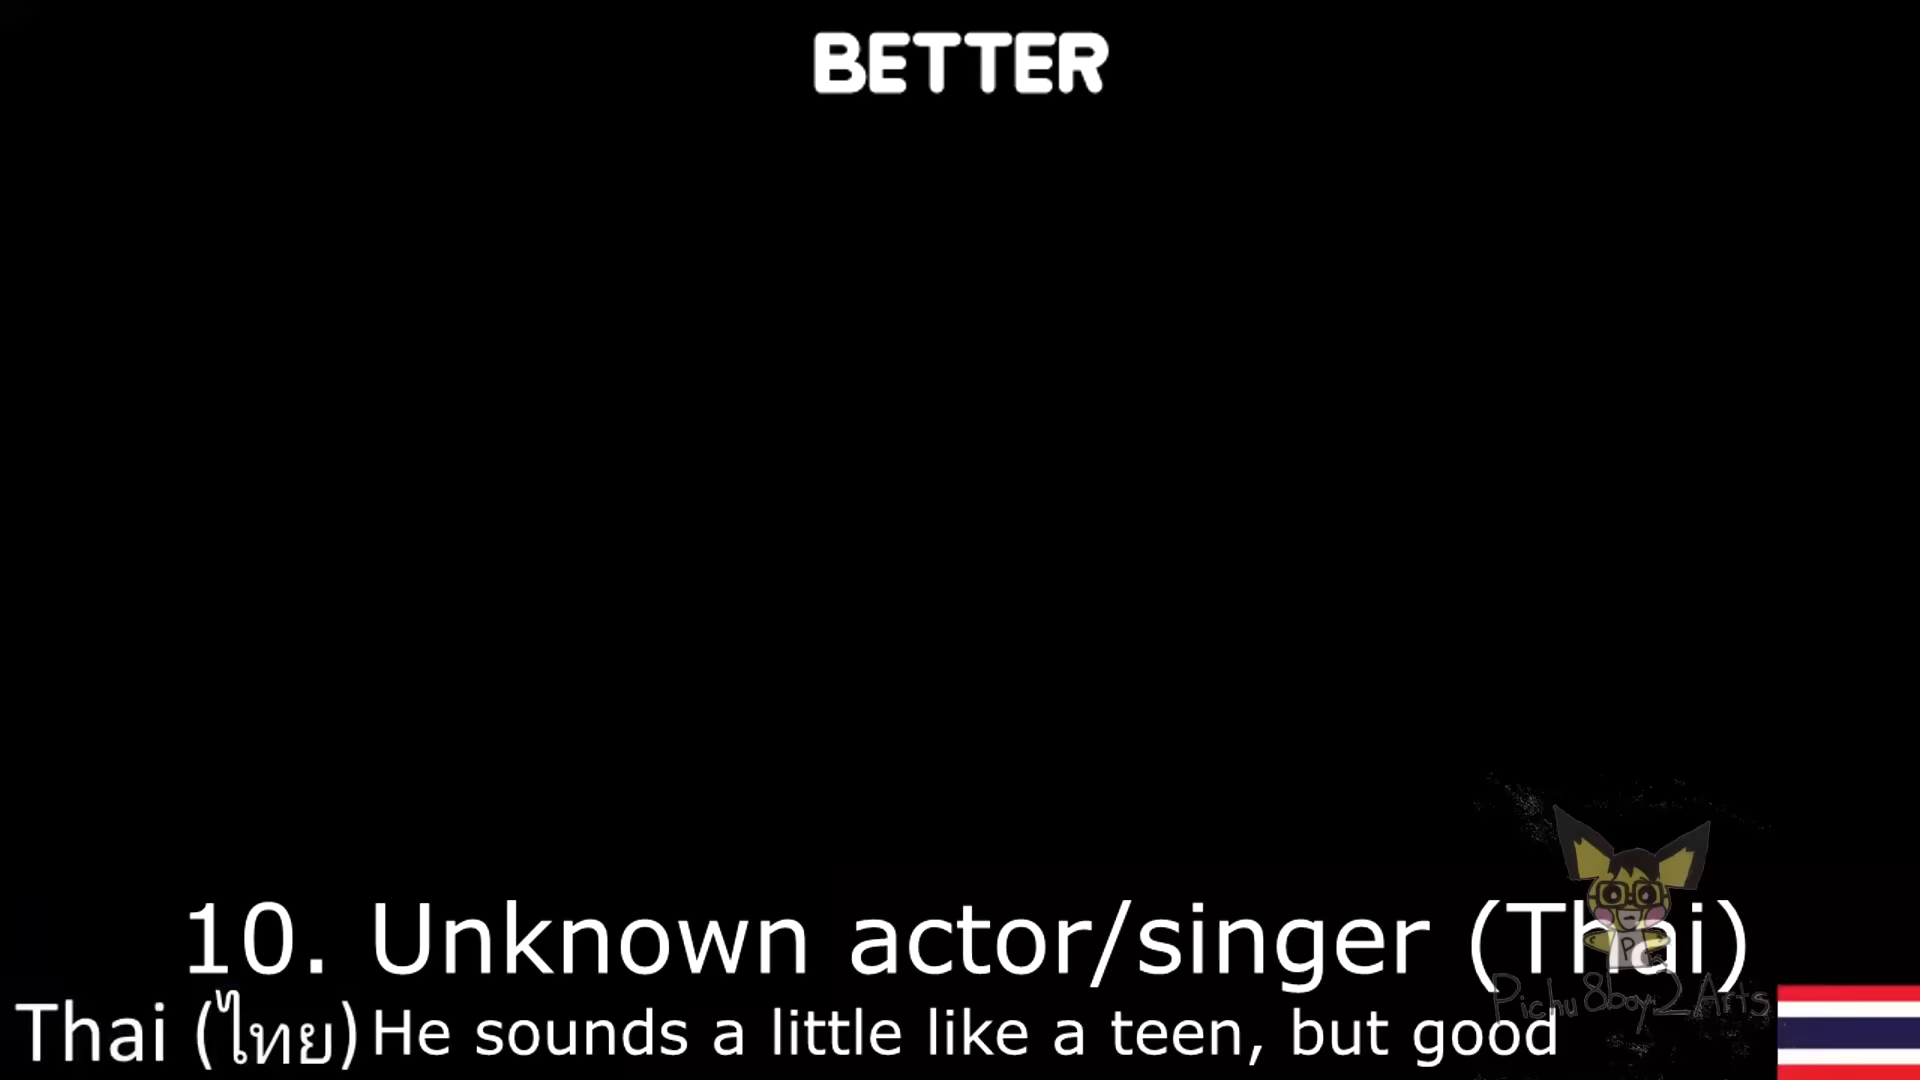 BETTER
10. Unknown actor/singer (Thai)
Thai (ไทย) He sounds a little like a teen, but good
P
Pichu8boy2Arts